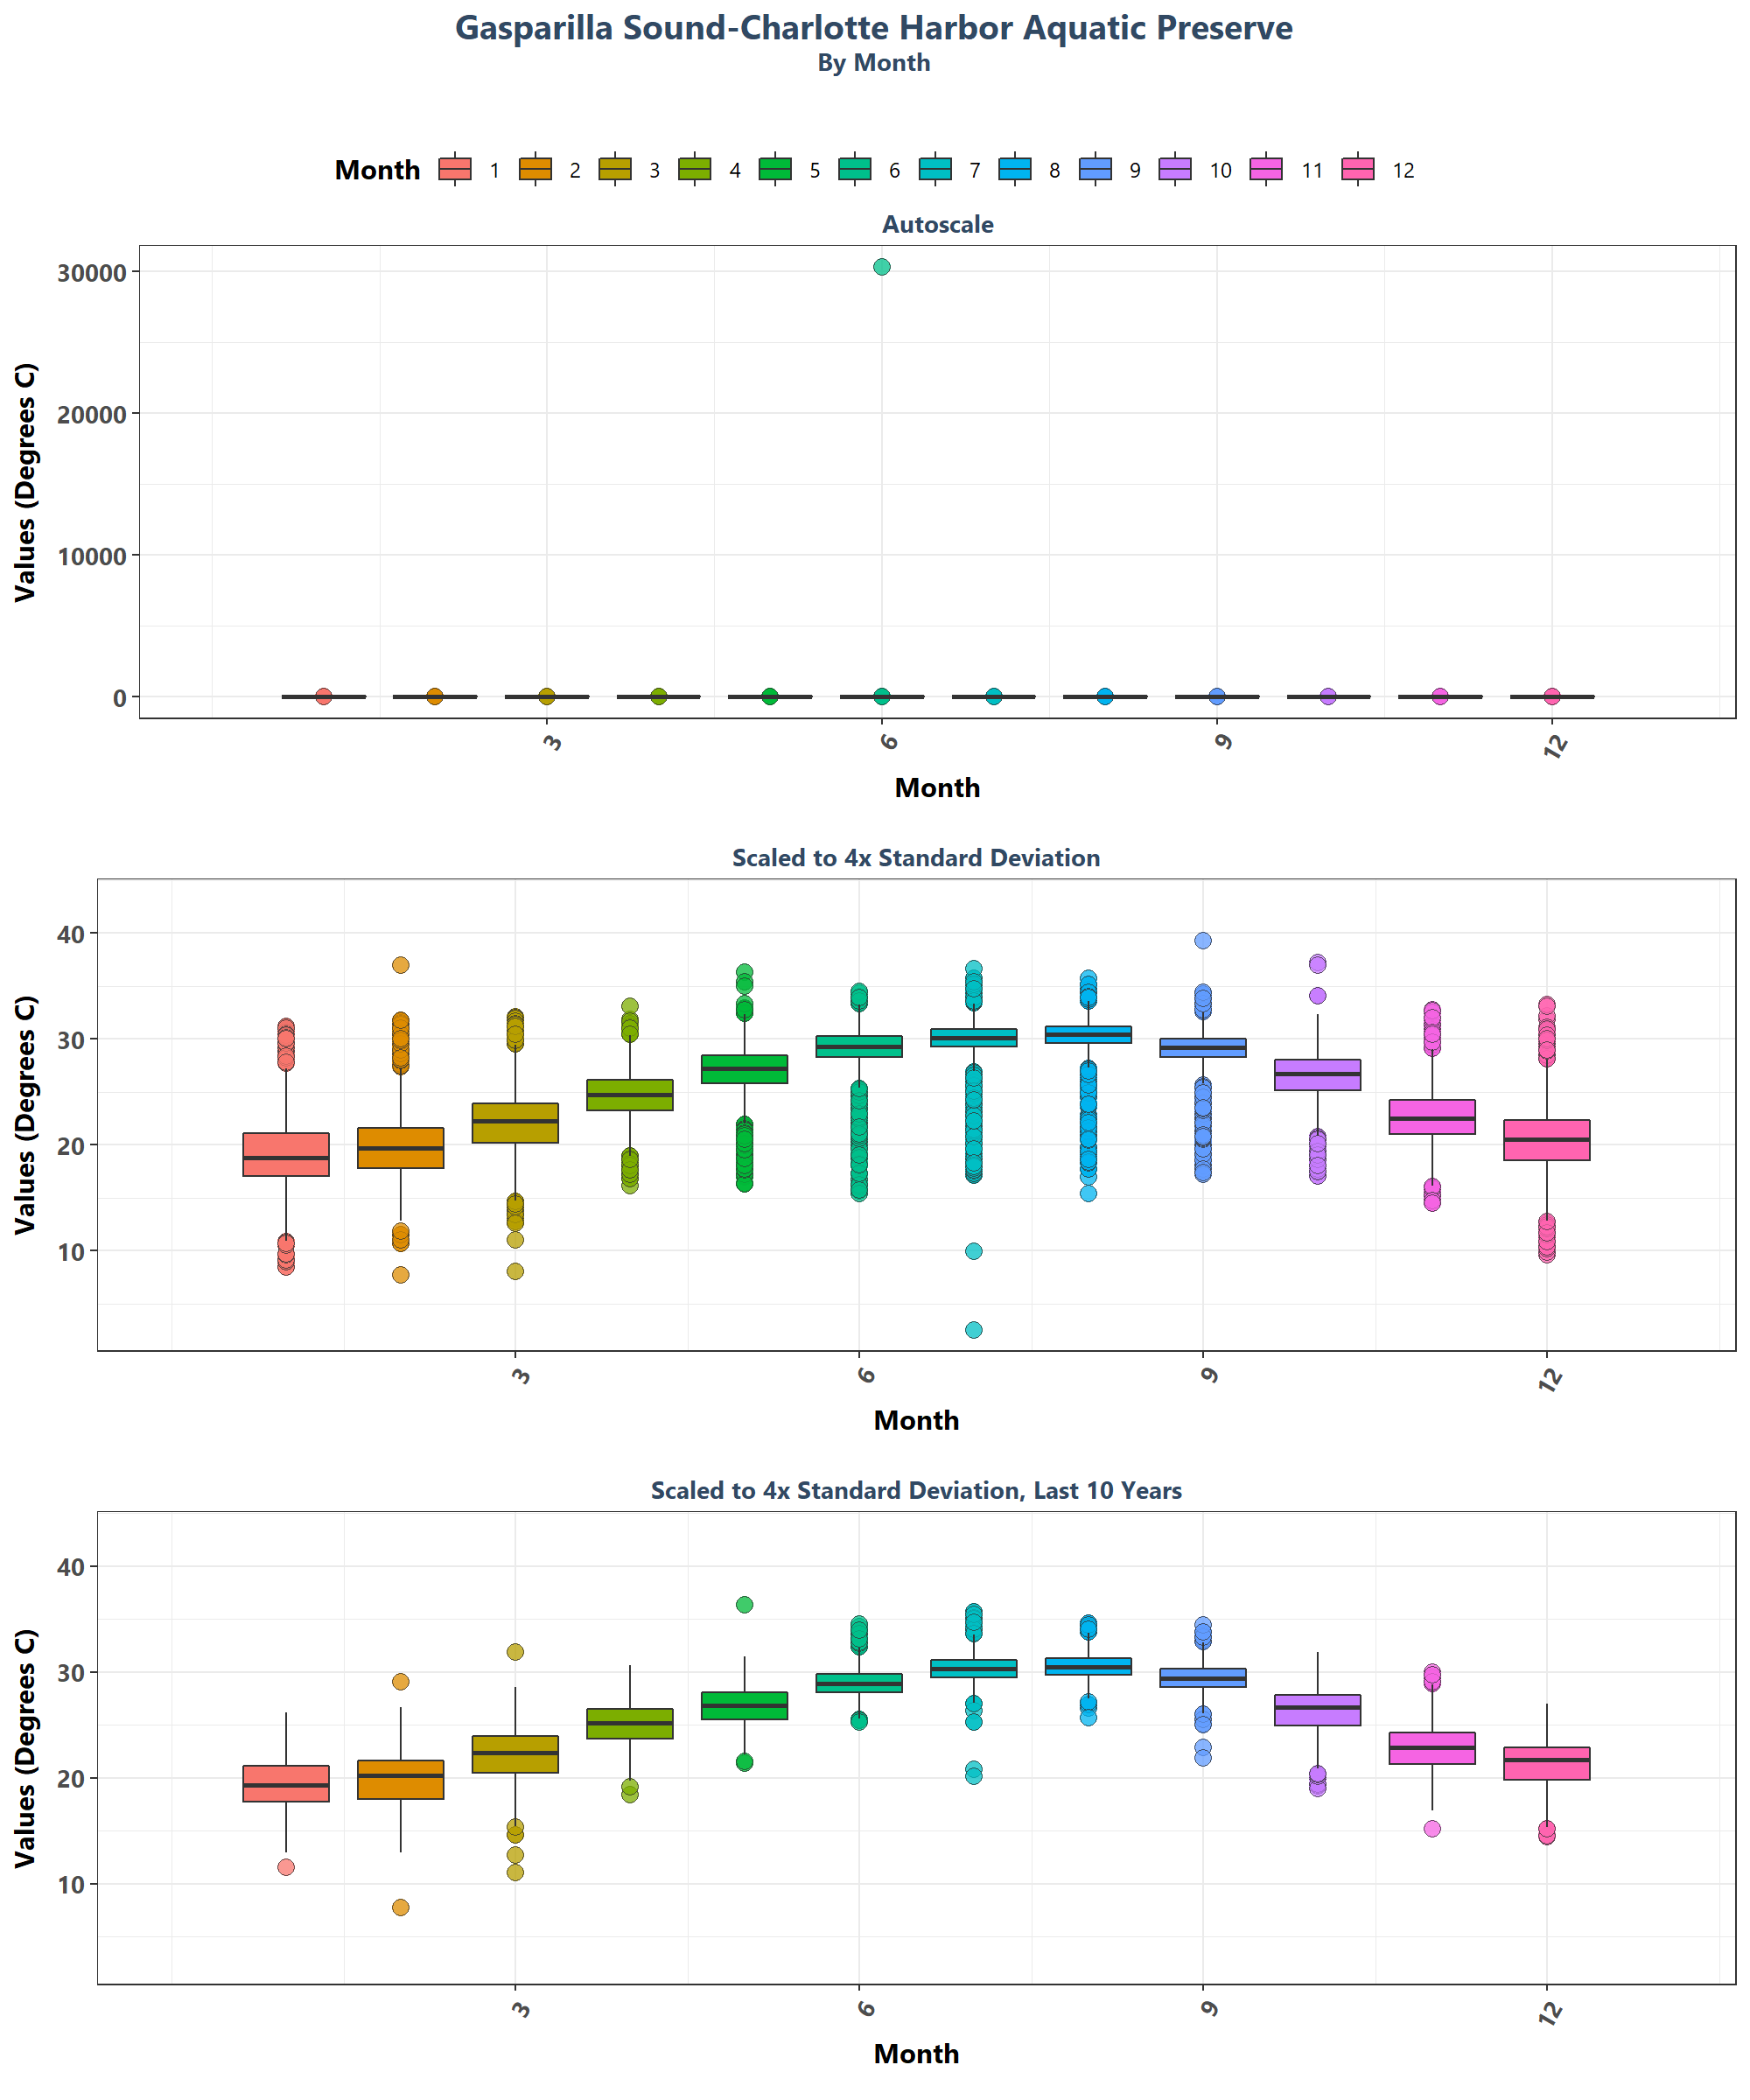 Gasparilla Sound-Charlotte Harbor Aquatic Preserve
By Month
Month 1 2 3 4 5 6 7 8 9 10 11 12
Autoscale
Values (Degrees C)
30000
20000
10000
0
3 6 9 12
Month
Scaled to 4x Standard Deviation
Values (Degrees C)
40
30
20
10
3 6 9 12
Month
Scaled to 4x Standard Deviation, Last 10 Years
Values (Degrees C)
40
30
20
10
3 6 9 12
Month